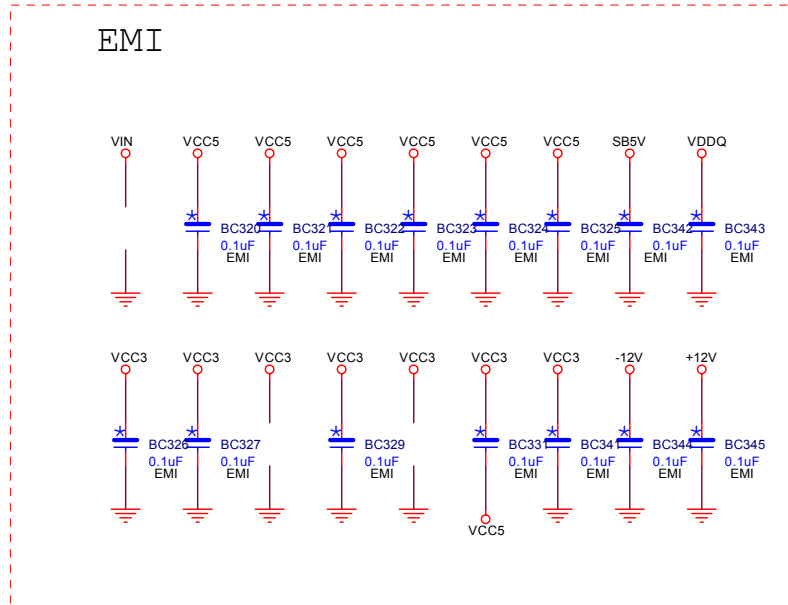 EMI
VIN VCC5 VCC5 VCC5 VCC5 VCC5 VCC5 SB5V VDDQ
* * * * * * * *
BC320 BC321 BC322 BC323 BC324 BC325 BC342 BC343
0.1uF 0.1uF 0.1uF 0.1uF 0.1uF 0.1uF 0.1uF 0.1uF
EMI EMI EMI EMI EMI EMI EMI EMI
VCC3 VCC3 VCC3 VCC3 VCC3 VCC3 VCC3 -12V +12V
* * * * * * *
BC326 BC327 BC329 BC331 BC341 BC344 BC345
0.1uF 0.1uF 0.1uF 0.1uF 0.1uF 0.1uF 0.1uF
EMI EMI EMI EMI EMI EMI EMI
VCC5